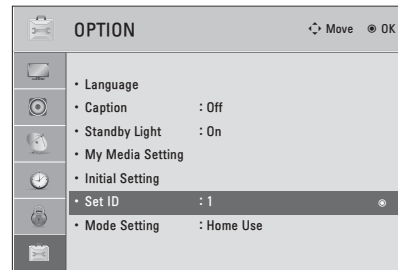 OPTION
Move OK
• Language
• Caption : Off
• Standby Light : On
• My Media Setting
• Initial Setting
• Set ID : 1
• Mode Setting : Home Use